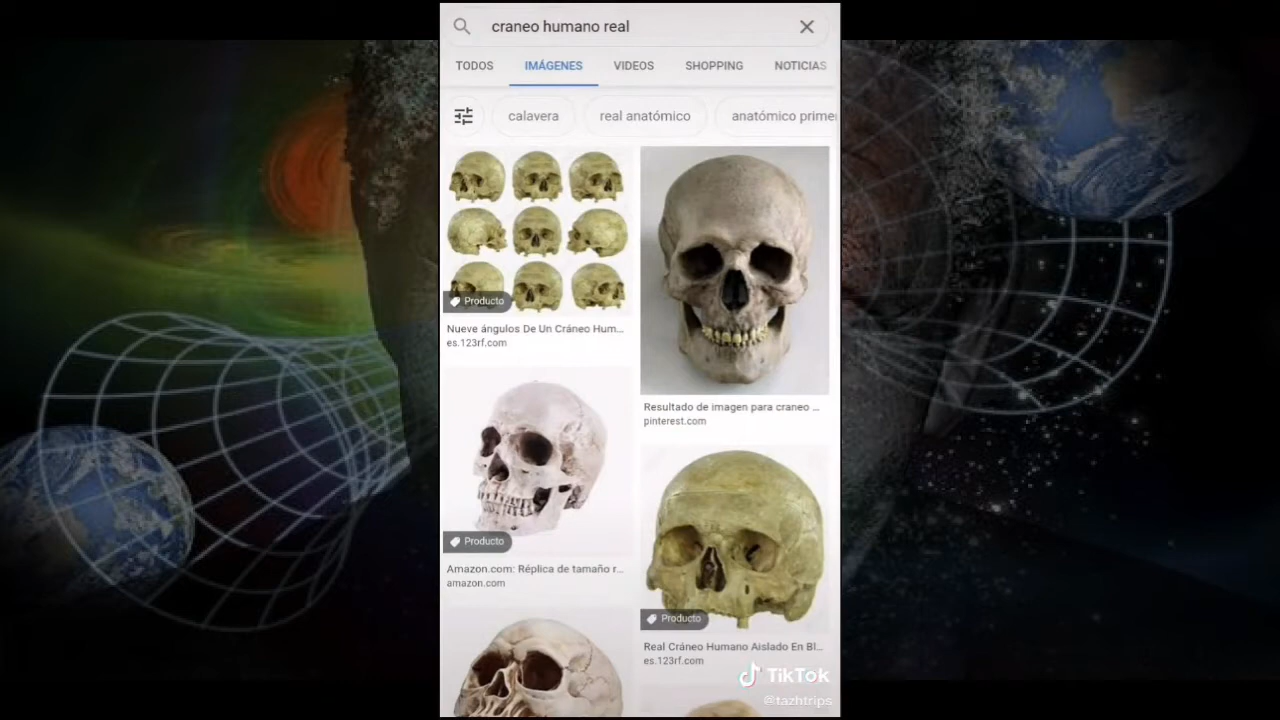 craneo humano real
TODOS IMÁGENES VIDEOS SHOPPING NOTICIAS
calavera real anatómico anatómico primer
Producto
Nueve ángulos De Un Cráneo Hum...
es.123rf.com
Resultado de imagen para craneo ...
pinterest.com
Producto
Amazon.com: Réplica de tamaño r...
amazon.com
Producto
Real Cráneo Humano Aislado En Bl...
es.123rf.com
TikTok
@tazhtrips